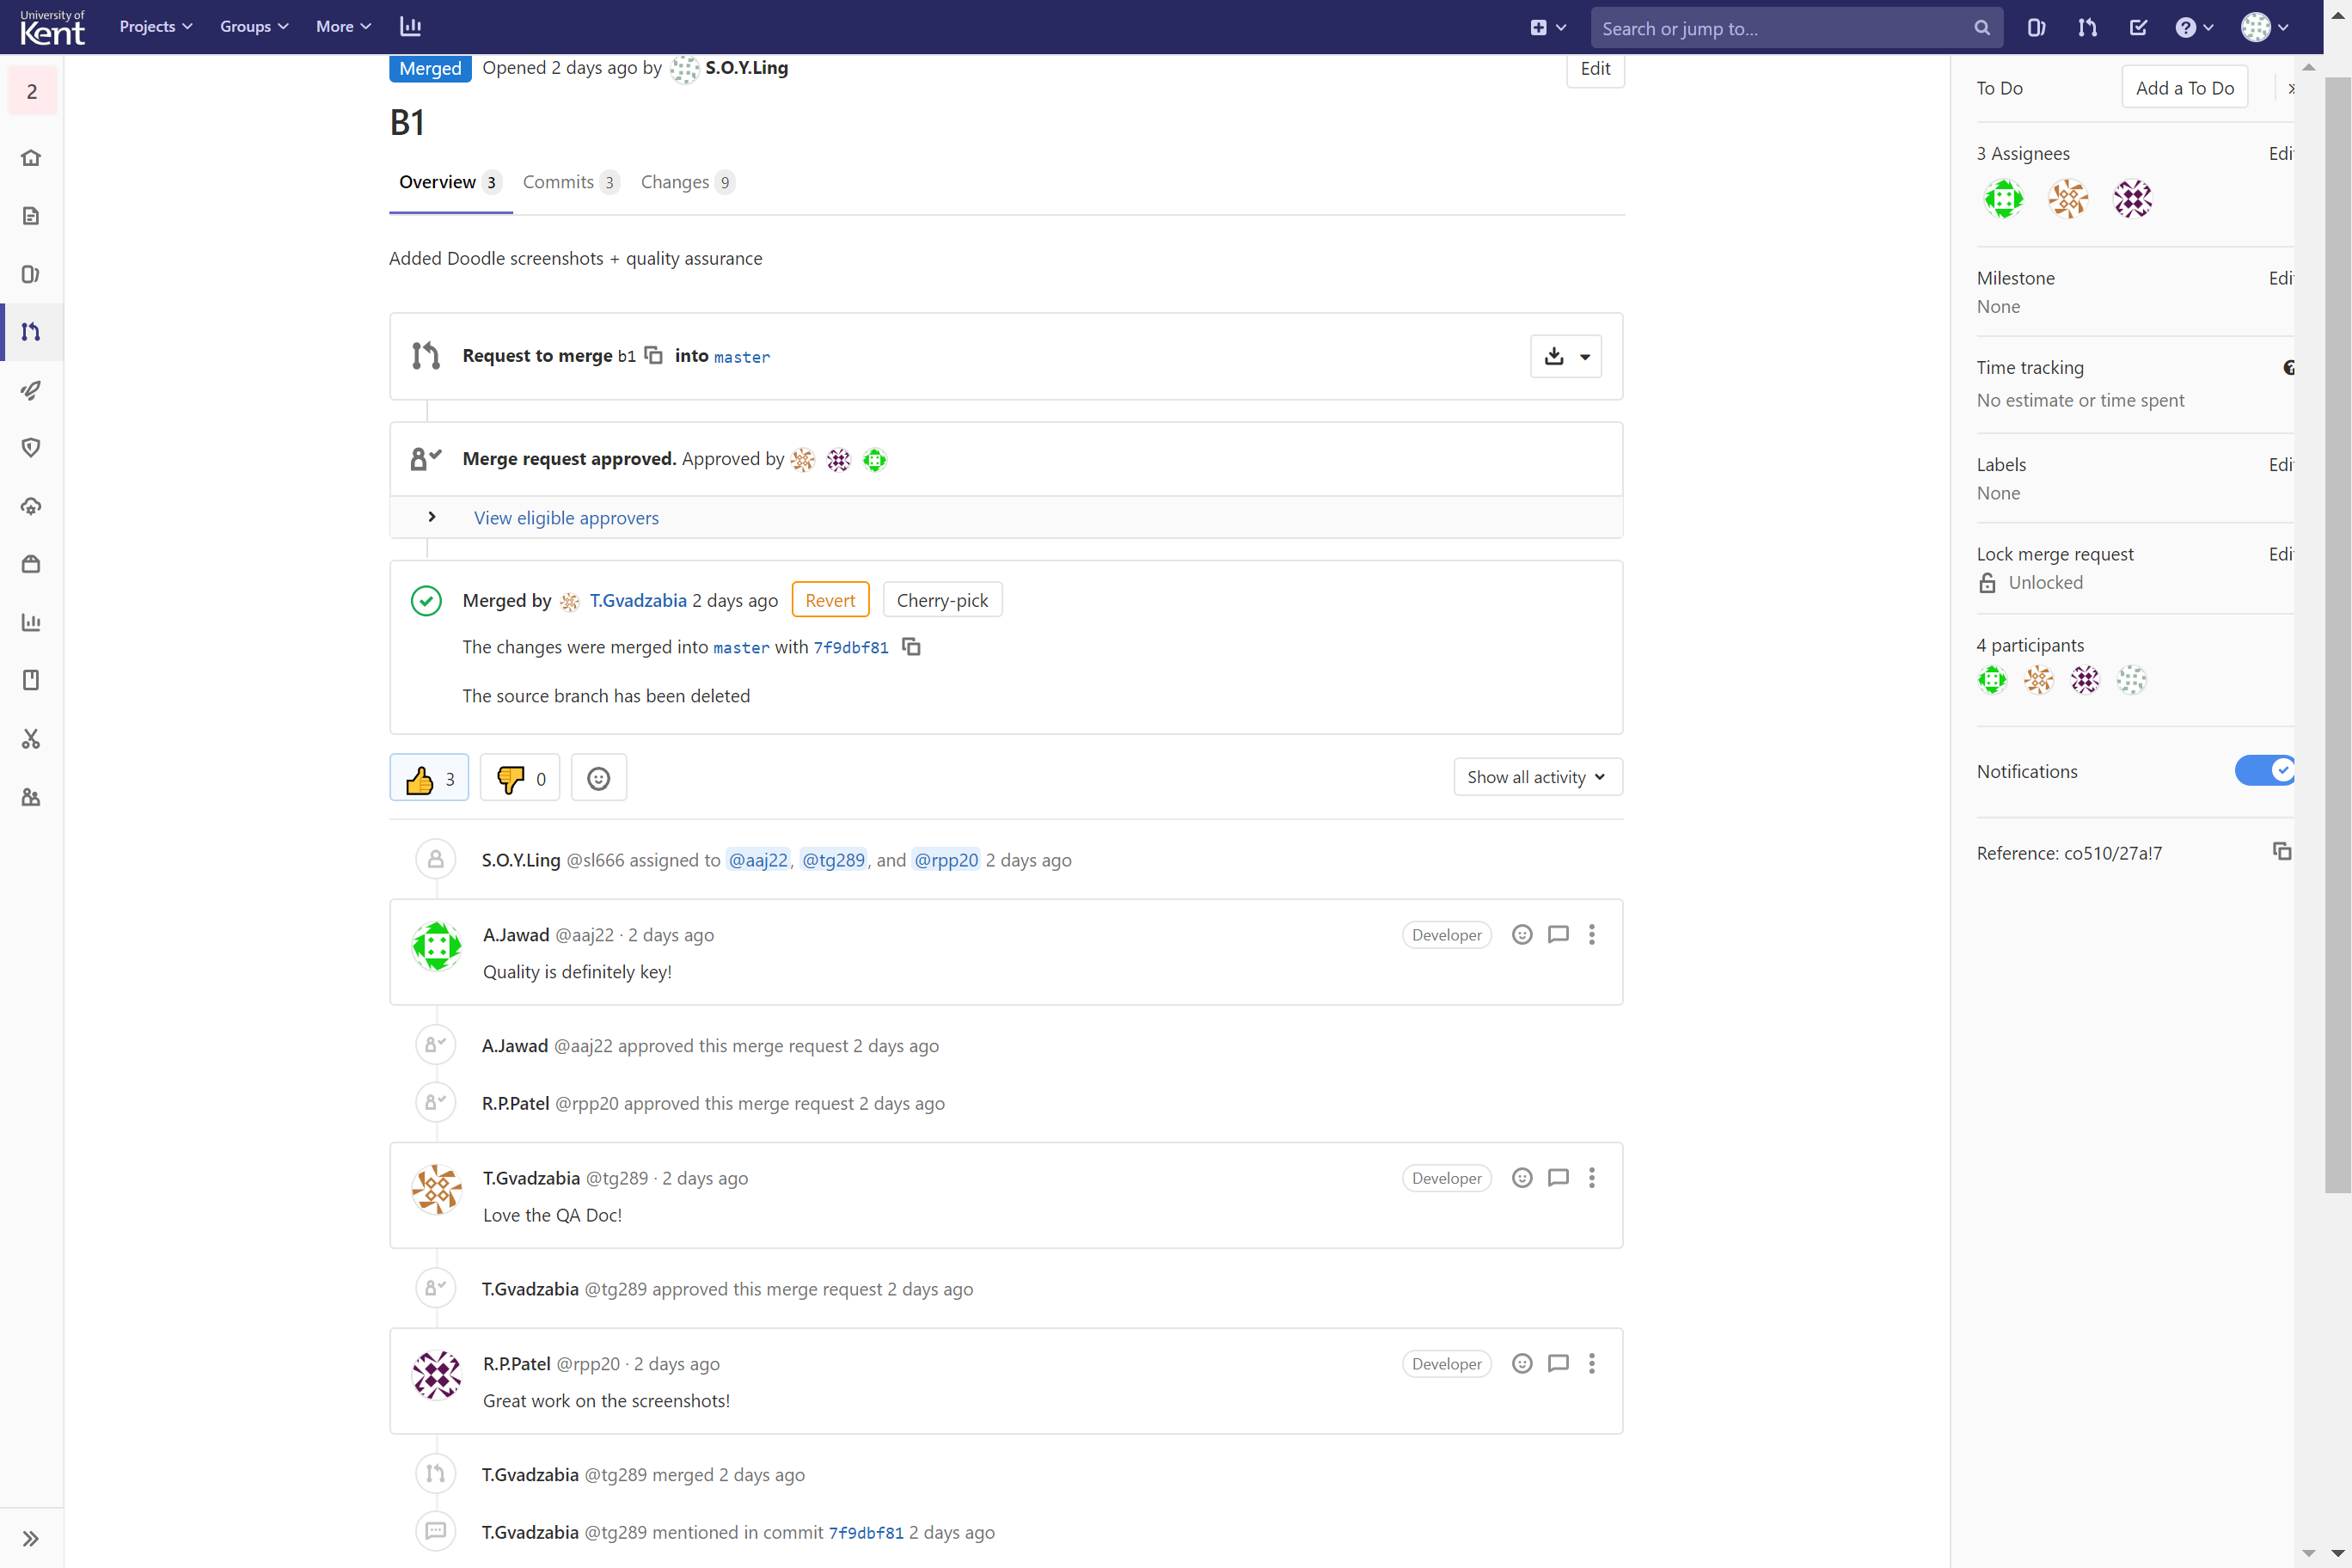 University of
Kent
Projects
Groups
More
Search or jump to...
2
Merged Opened 2 days ago by S.O.Y.Ling
Edit
B1
Overview 3
Commits 3
Changes 9
Added Doodle screenshots + quality assurance
Request to merge b1 into master
Merge request approved. Approved by
View eligible approvers
Merged by T.Gvadzabia 2 days ago Revert Cherry-pick
The changes were merged into master with 7f9dbf81
The source branch has been deleted
3
0
Show all activity
S.O.Y.Ling @sl666 assigned to @aaj22, @tg289, and @rpp20 2 days ago
A.Jawad @aaj22 · 2 days ago
Developer
Quality is definitely key!
A.Jawad @aaj22 approved this merge request 2 days ago
R.P.Patel @rpp20 approved this merge request 2 days ago
T.Gvadzabia @tg289 · 2 days ago
Developer
Love the QA Doc!
T.Gvadzabia @tg289 approved this merge request 2 days ago
R.P.Patel @rpp20 · 2 days ago
Developer
Great work on the screenshots!
T.Gvadzabia @tg289 merged 2 days ago
T.Gvadzabia @tg289 mentioned in commit 7f9dbf81 2 days ago
To Do
Add a To Do
3 Assignees
Edi
Milestone
Edi
None
Time tracking
No estimate or time spent
Labels
Edi
None
Lock merge request
Edi
Unlocked
4 participants
Notifications
Reference: co510/27a!7